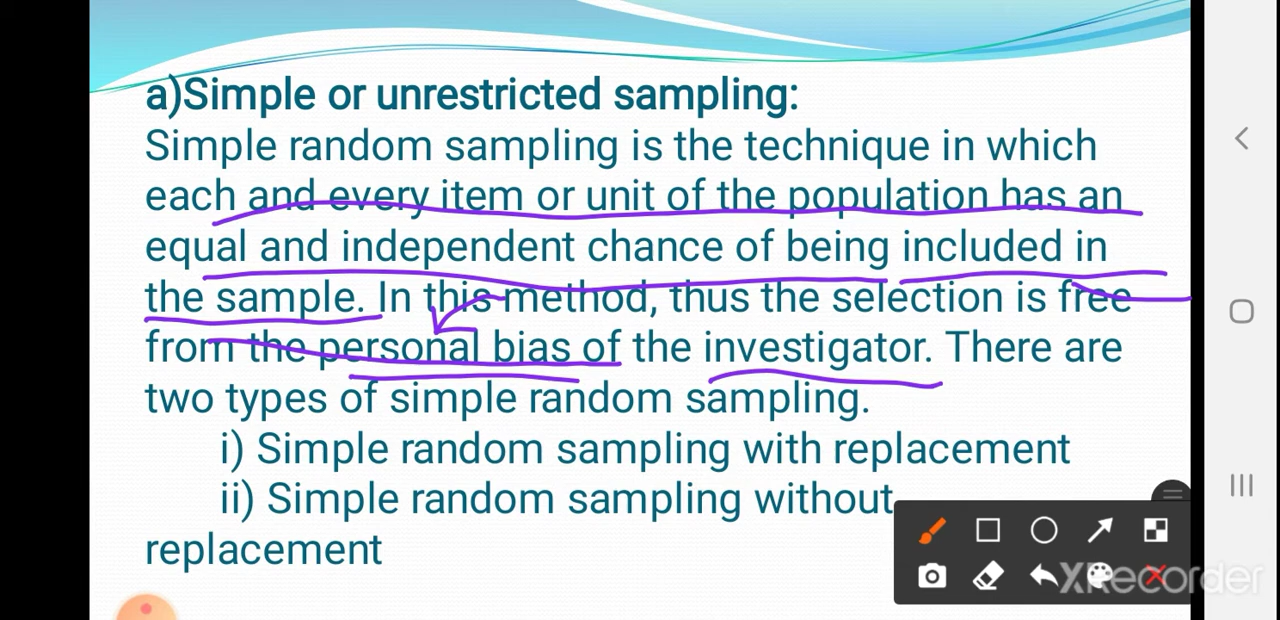 a)Simple or unrestricted sampling:
Simple random sampling is the technique in which
each and every item or unit of the population has an
equal and independent chance of being included in
the sample. In this method, thus the selection is free
from the personal bias of the investigator. There are
two types of simple random sampling.
i) Simple random sampling with replacement
ii) Simple random sampling without
replacement
XRecorder